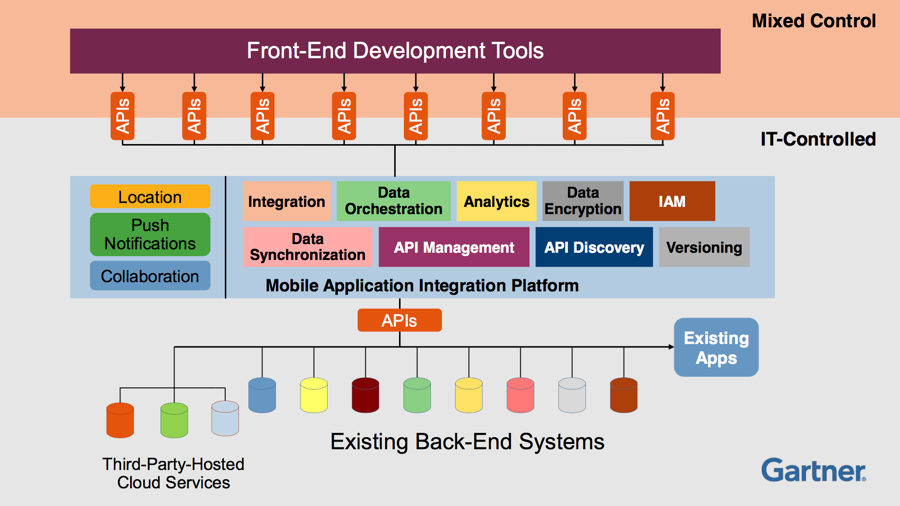 Mixed Control
Front-End Development Tools
APIs
APIs
APIs
APIs
APIs
APIs
APIs
APIs
IT-Controlled
Location
Push
Notifications
Collaboration
Integration
Data
Orchestration
Analytics
Data
Encryption
IAM
Data
Synchronization
API Management
API Discovery
Versioning
Mobile Application Integration Platform
APIs
Existing
Apps
Existing Back-End Systems
Third-Party-Hosted
Cloud Services
Gartner®